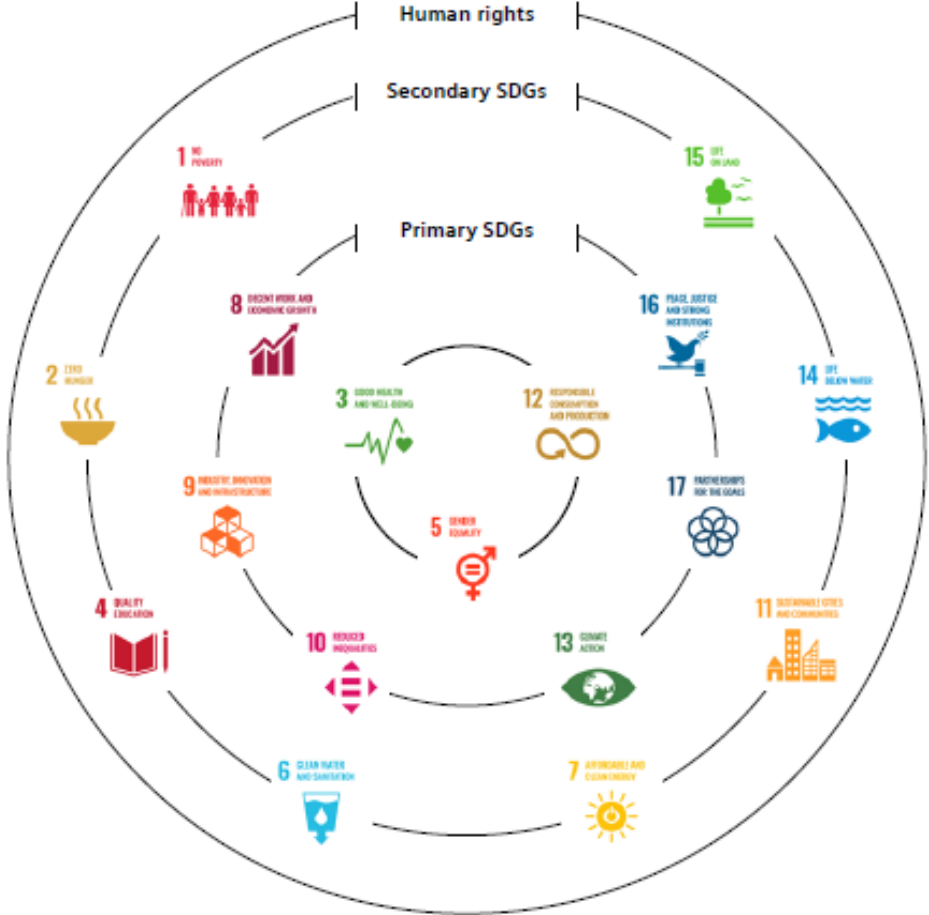 Human rights
Secondary SDGs
1 NO
POVERTY
15 LIFE
ON LAND
Primary SDGs
8 DECENT WORK AND
ECONOMIC GROWTH
16 PEACE, JUSTICE
AND STRONG
INSTITUTIONS
2 ZERO
HUNGER
3 GOOD HEALTH
AND WELL-BEING
12 RESPONSIBLE
CONSUMPTION
AND PRODUCTION
14 LIFE
BELOW WATER
9 INDUSTRY, INNOVATION
AND INFRASTRUCTURE
17 PARTNERSHIPS
FOR THE GOALS
5 GENDER
EQUALITY
4 QUALITY
EDUCATION
11 SUSTAINABLE CITIES
AND COMMUNITIES
10 REDUCED
INEQUALITIES
13 CLIMATE
ACTION
6 CLEAN WATER
AND SANITATION
7 AFFORDABLE AND
CLEAN ENERGY